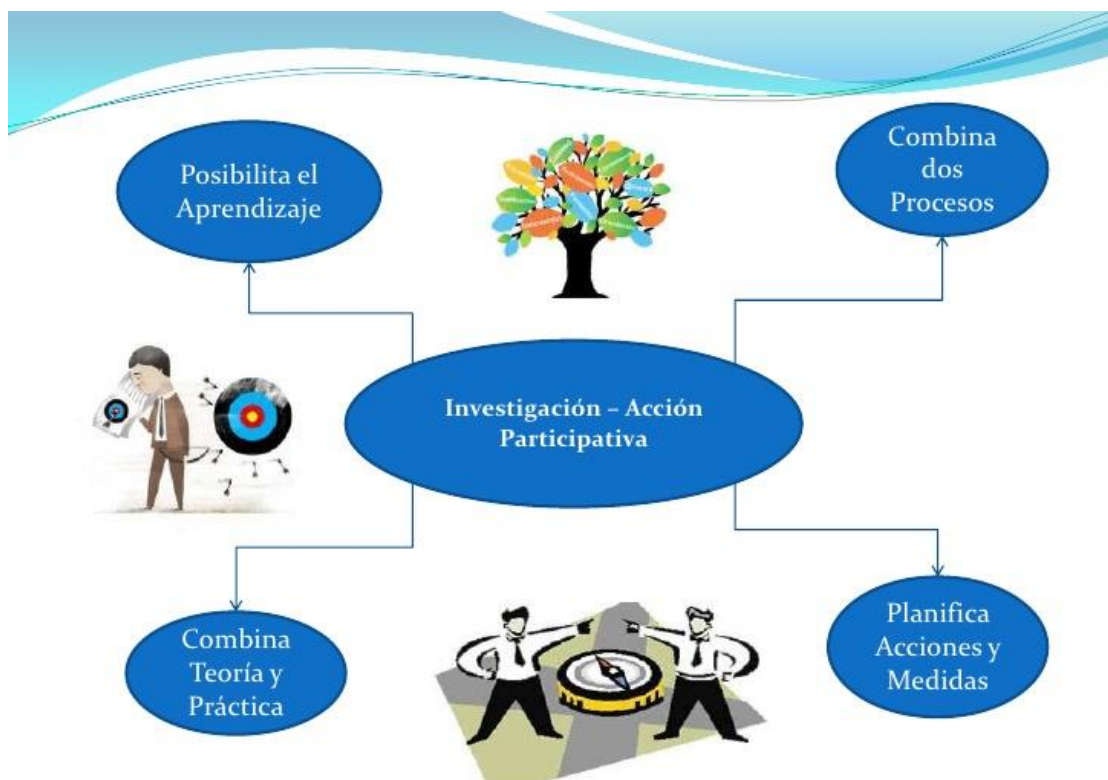 Posibilita el
Aprendizaje
Combina
dos
Procesos
Investigación – Acción
Participativa
Combina
Teoría y
Práctica
Planifica
Acciones y
Medidas